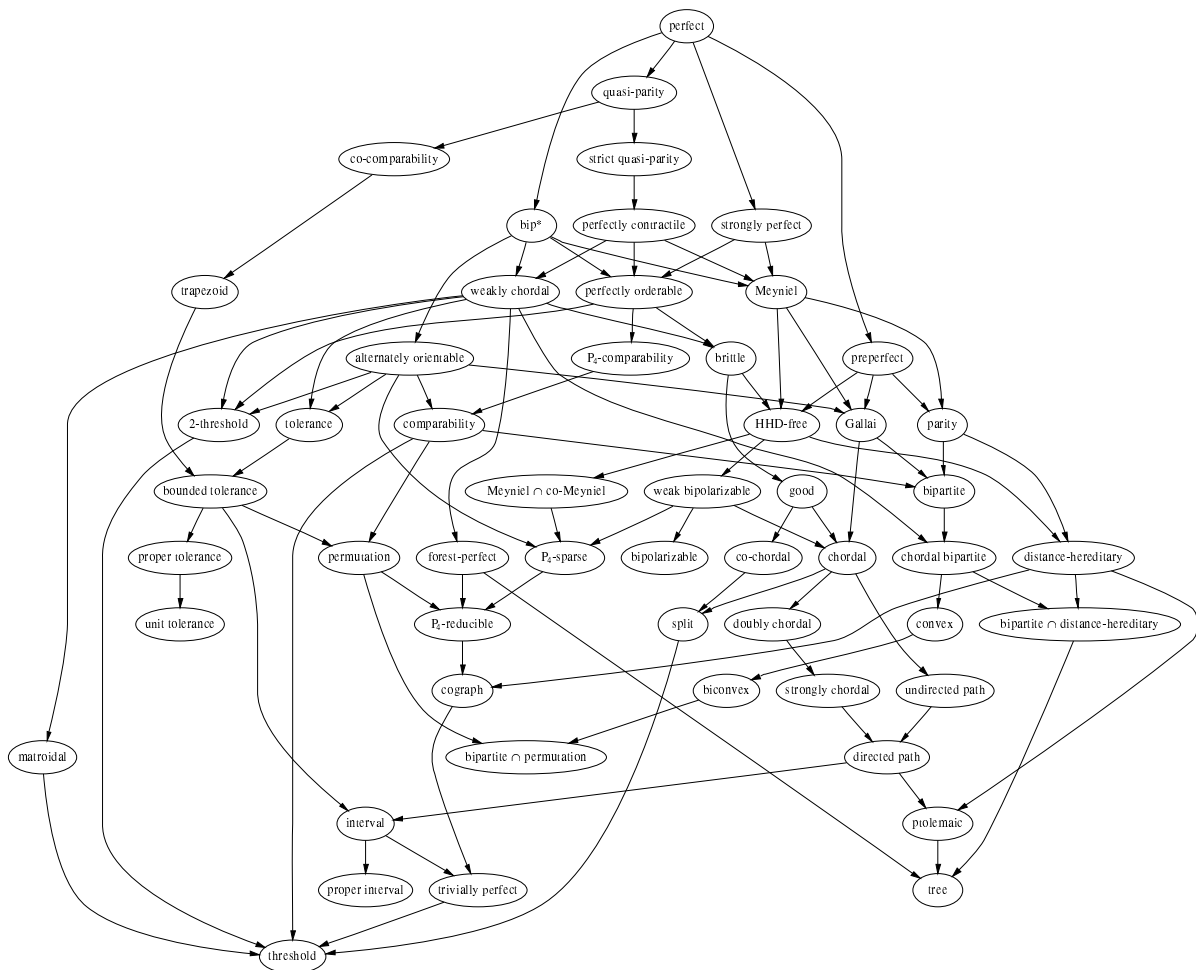 perfect
quasi-parity
co-comparability
strict quasi-parity
bip*
perfectly contractile
strongly perfect
trapezoid
weakly chordal
perfectly orderable
Meyniel
alternately orientable
P₄-comparability
brittle
preperfect
2-threshold
tolerance
comparability
HHD-free
Gallai
parity
bounded tolerance
Meyniel ∩ co-Meyniel
weak bipolarizable
good
bipartite
proper tolerance
permutation
forest-perfect
P₄-sparse
bipolarizable
co-chordal
chordal
chordal bipartite
distance-hereditary
unit tolerance
P₄-reducible
split
doubly chordal
convex
bipartite ∩ distance-hereditary
cograph
biconvex
strongly chordal
undirected path
matroidal
bipartite ∩ permutation
directed path
interval
ptolemaic
proper interval
trivially perfect
tree
threshold